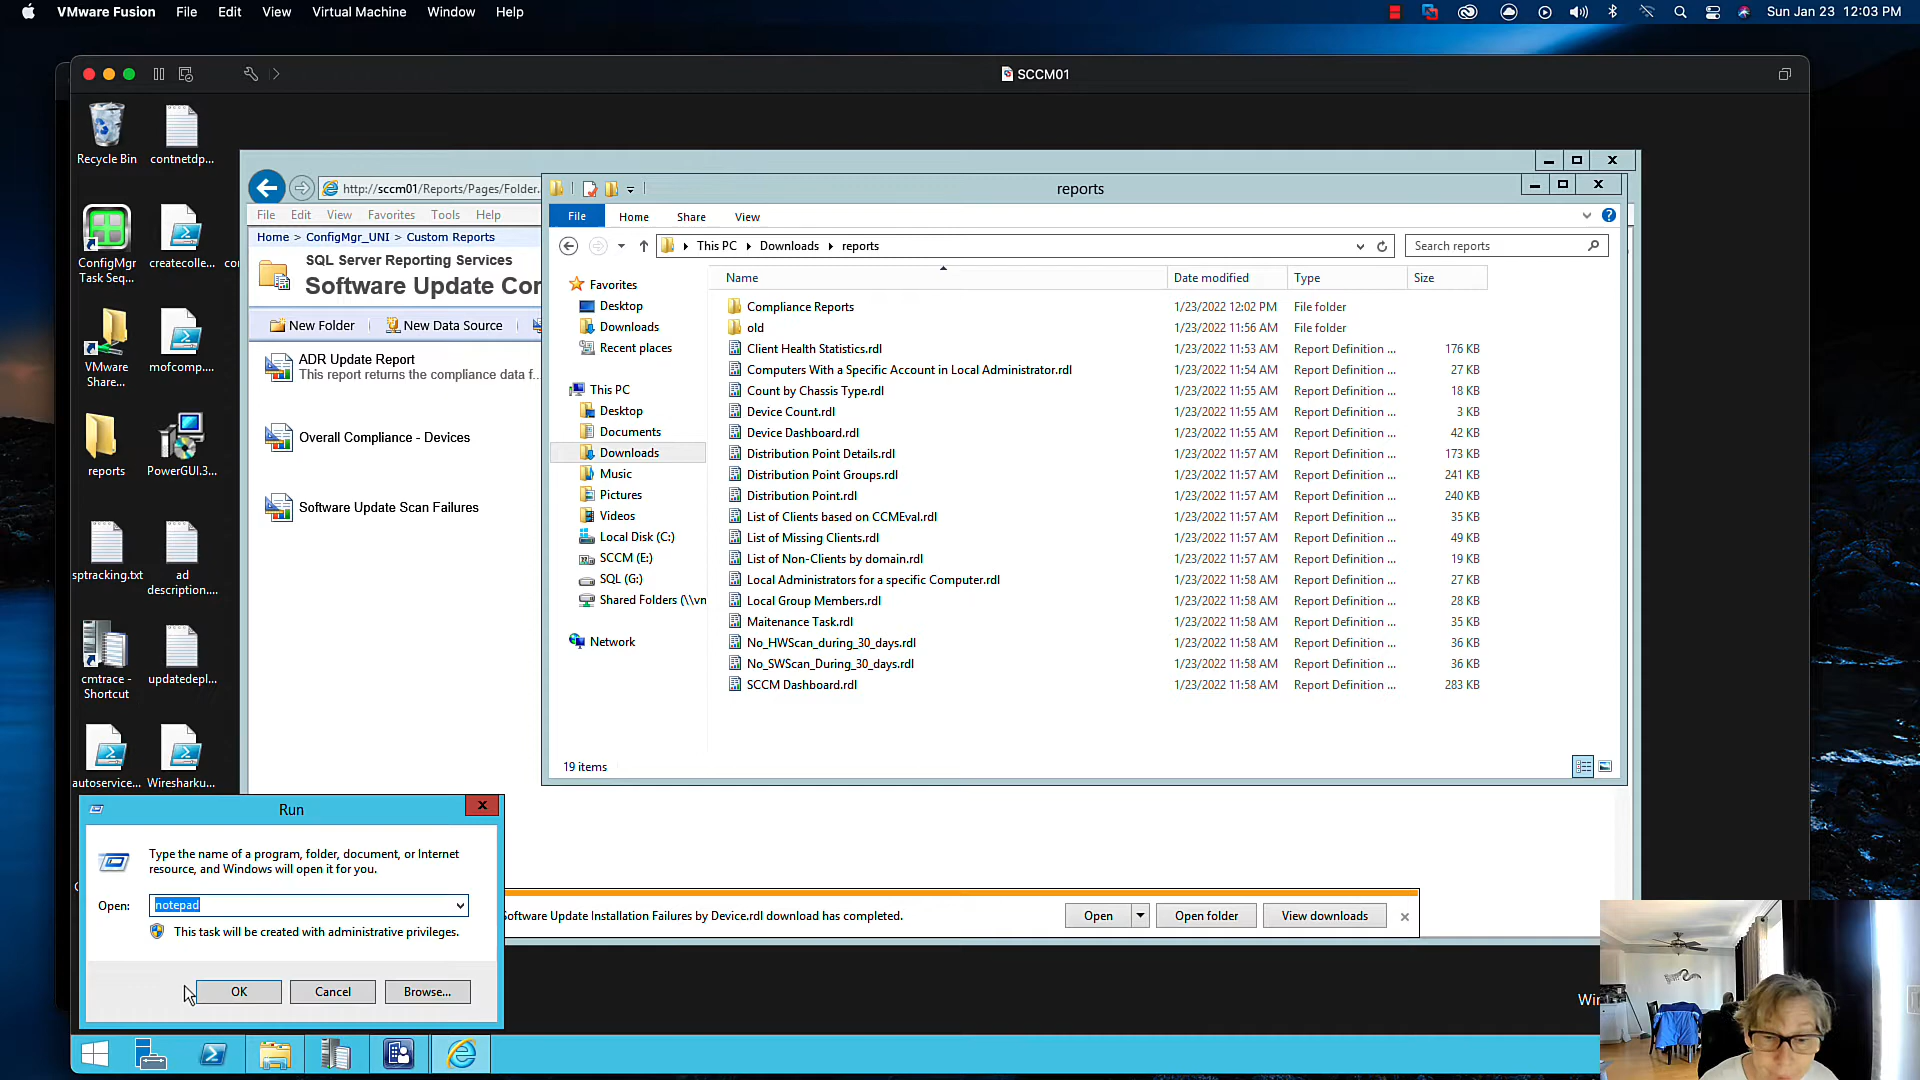 VMware Fusion File Edit View Virtual Machine Window Help Sun Jan 23 12:03 PM
SCCM01
Recycle Bin
contnetdp...
ConfigMgr
Task Seq...
createcolle...
VMware
Share...
mofcomp....
reports
PowerGUI.3...
sptracking.txt
ad
description....
cmtrace -
Shortcut
updatedepl...
autoservice...
Wiresharku...
http://sccm01/Reports/Pages/Folder.
File Edit View Favorites Tools Help
Home > ConfigMgr_UNI > Custom Reports
SQL Server Reporting Services
Software Update Con
New Folder New Data Source
ADR Update Report
This report returns the compliance data f...
Overall Compliance - Devices
Software Update Scan Failures
reports
File Home Share View
This PC Downloads reports
Search reports
Favorites
Desktop
Downloads
Recent places
This PC
Desktop
Documents
Downloads
Music
Pictures
Videos
Local Disk (C:)
SCCM (E:)
SQL (G:)
Shared Folders (\\vn
Network
Name Date modified Type Size
Compliance Reports 1/23/2022 12:02 PM File folder
old 1/23/2022 11:56 AM File folder
Client Health Statistics.rdl 1/23/2022 11:53 AM Report Definition ... 176 KB
Computers With a Specific Account in Local Administrator.rdl 1/23/2022 11:54 AM Report Definition ... 27 KB
Count by Chassis Type.rdl 1/23/2022 11:55 AM Report Definition ... 18 KB
Device Count.rdl 1/23/2022 11:55 AM Report Definition ... 3 KB
Device Dashboard.rdl 1/23/2022 11:55 AM Report Definition ... 42 KB
Distribution Point Details.rdl 1/23/2022 11:57 AM Report Definition ... 173 KB
Distribution Point Groups.rdl 1/23/2022 11:57 AM Report Definition ... 241 KB
Distribution Point.rdl 1/23/2022 11:57 AM Report Definition ... 240 KB
List of Clients based on CCMEval.rdl 1/23/2022 11:57 AM Report Definition ... 35 KB
List of Missing Clients.rdl 1/23/2022 11:57 AM Report Definition ... 49 KB
List of Non-Clients by domain.rdl 1/23/2022 11:57 AM Report Definition ... 19 KB
Local Administrators for a specific Computer.rdl 1/23/2022 11:58 AM Report Definition ... 27 KB
Local Group Members.rdl 1/23/2022 11:58 AM Report Definition ... 28 KB
Maitenance Task.rdl 1/23/2022 11:58 AM Report Definition ... 35 KB
No_HWScan_during_30_days.rdl 1/23/2022 11:58 AM Report Definition ... 36 KB
No_SWScan_During_30_days.rdl 1/23/2022 11:58 AM Report Definition ... 36 KB
SCCM Dashboard.rdl 1/23/2022 11:58 AM Report Definition ... 283 KB
19 items
Run
Type the name of a program, folder, document, or Internet
resource, and Windows will open it for you.
Open: notepad
This task will be created with administrative privileges.
OK Cancel Browse...
Software Update Installation Failures by Device.rdl download has completed. Open Open folder View downloads